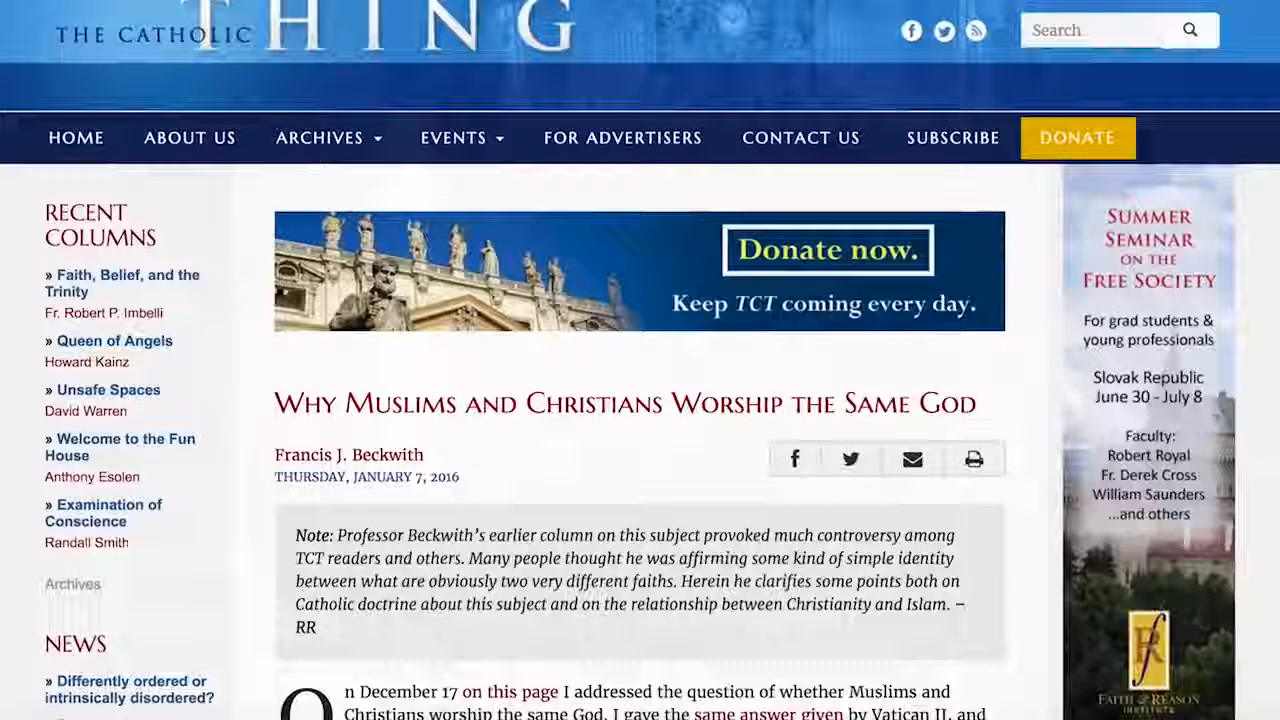 THE CATHOLIC THING
Search
HOME ABOUT US ARCHIVES EVENTS FOR ADVERTISERS CONTACT US SUBSCRIBE DONATE
RECENT
COLUMNS
» Faith, Belief, and the
Trinity
Fr. Robert P. Imbelli
» Queen of Angels
Howard Kainz
» Unsafe Spaces
David Warren
» Welcome to the Fun
House
Anthony Esolen
» Examination of
Conscience
Randall Smith
Archives
NEWS
» Differently ordered or
intrinsically disordered?
Donate now.
Keep TCT coming every day.
WHY MUSLIMS AND CHRISTIANS WORSHIP THE SAME GOD
Francis J. Beckwith
THURSDAY, JANUARY 7, 2016
Note: Professor Beckwith's earlier column on this subject provoked much controversy among
TCT readers and others. Many people thought he was affirming some kind of simple identity
between what are obviously two very different faiths. Herein he clarifies some points both on
Catholic doctrine about this subject and on the relationship between Christianity and Islam. –
RR
On December 17 on this page I addressed the question of whether Muslims and
Christians worship the same God. I gave the same answer given by Vatican II, and
SUMMER
SEMINAR
ON THE
FREE SOCIETY
For grad students &
young professionals
Slovak Republic
June 30 - July 8
Faculty:
Robert Royal
Fr. Derek Cross
William Saunders
...and others
FAITH & REASON
INSTITUTE